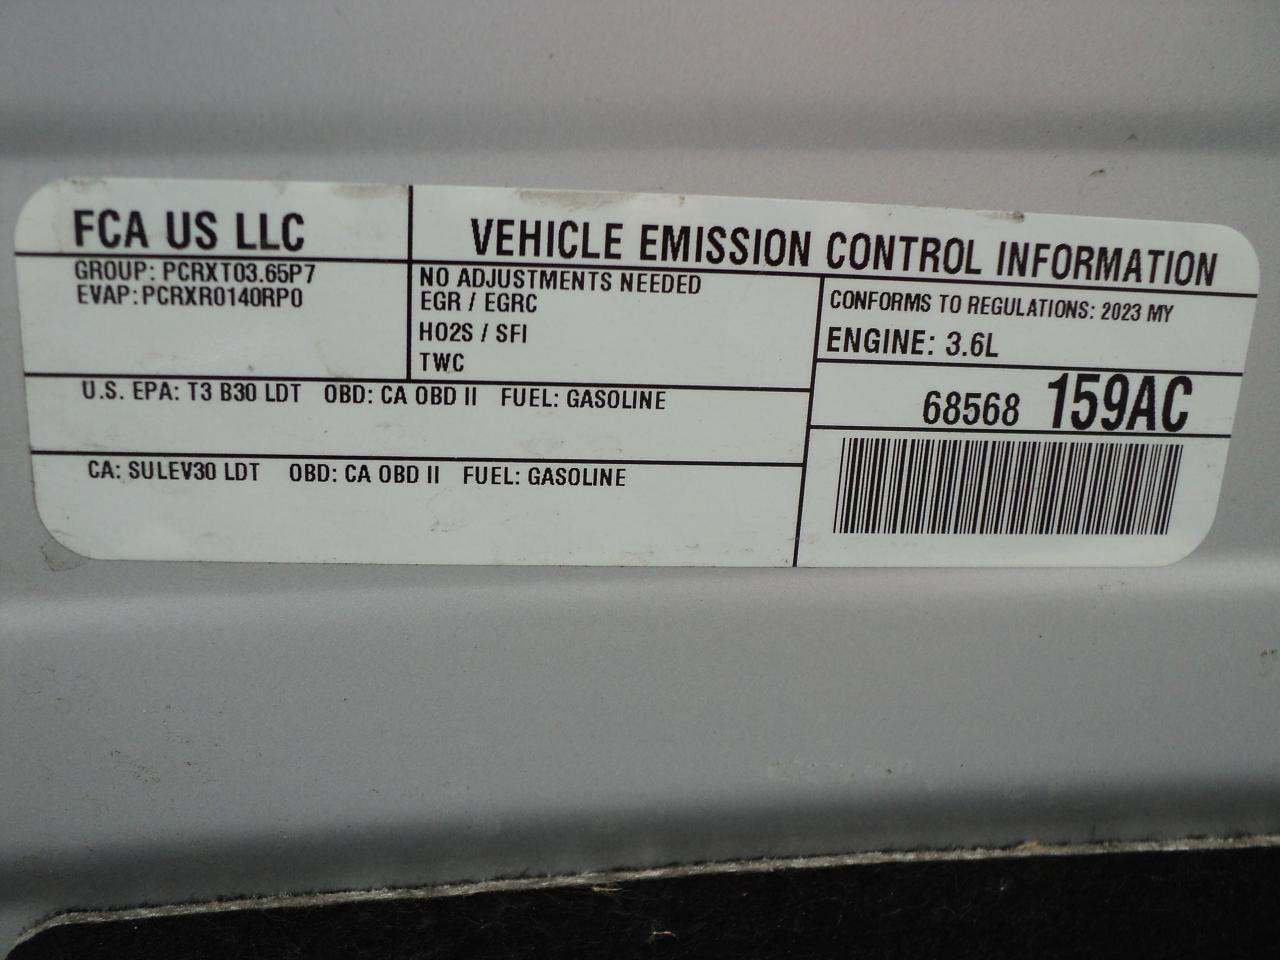 FCA US LLC
VEHICLE EMISSION CONTROL INFORMATION
GROUP: PCRXT03.65P7
EVAP:PCRXR0140RP0
NO ADJUSTMENTS NEEDED
EGR / EGRC
HO2S / SFI
TWC
CONFORMS TO REGULATIONS: 2023 MY
ENGINE: 3.6L
68568 159AC
U.S. EPA: T3 B30 LDT OBD: CA OBD II FUEL: GASOLINE
CA: SULEV30 LDT OBD: CA OBD II FUEL: GASOLINE